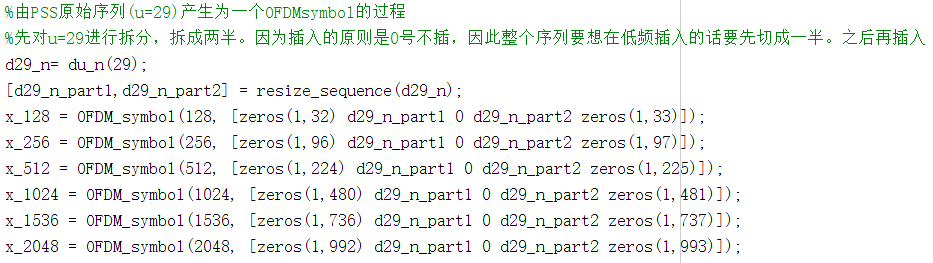 %由PSS原始序列(u=29)产生为一个OFDMsymbol的过程
%先对u=29进行拆分，拆成两半。因为插入的原则是0号不插，因此整个序列要想在低频插入的话要先切成一半。之后再插入
d29_n= du_n(29);
[d29_n_part1,d29_n_part2] = resize_sequence(d29_n);
x_128 = OFDM_symbol(128, [zeros(1,32) d29_n_part1 0 d29_n_part2 zeros(1,33)]);
x_256 = OFDM_symbol(256, [zeros(1,96) d29_n_part1 0 d29_n_part2 zeros(1,97)]);
x_512 = OFDM_symbol(512, [zeros(1,224) d29_n_part1 0 d29_n_part2 zeros(1,225)]);
x_1024 = OFDM_symbol(1024, [zeros(1,480) d29_n_part1 0 d29_n_part2 zeros(1,481)]);
x_1536 = OFDM_symbol(1536, [zeros(1,736) d29_n_part1 0 d29_n_part2 zeros(1,737)]);
x_2048 = OFDM_symbol(2048, [zeros(1,992) d29_n_part1 0 d29_n_part2 zeros(1,993)]);